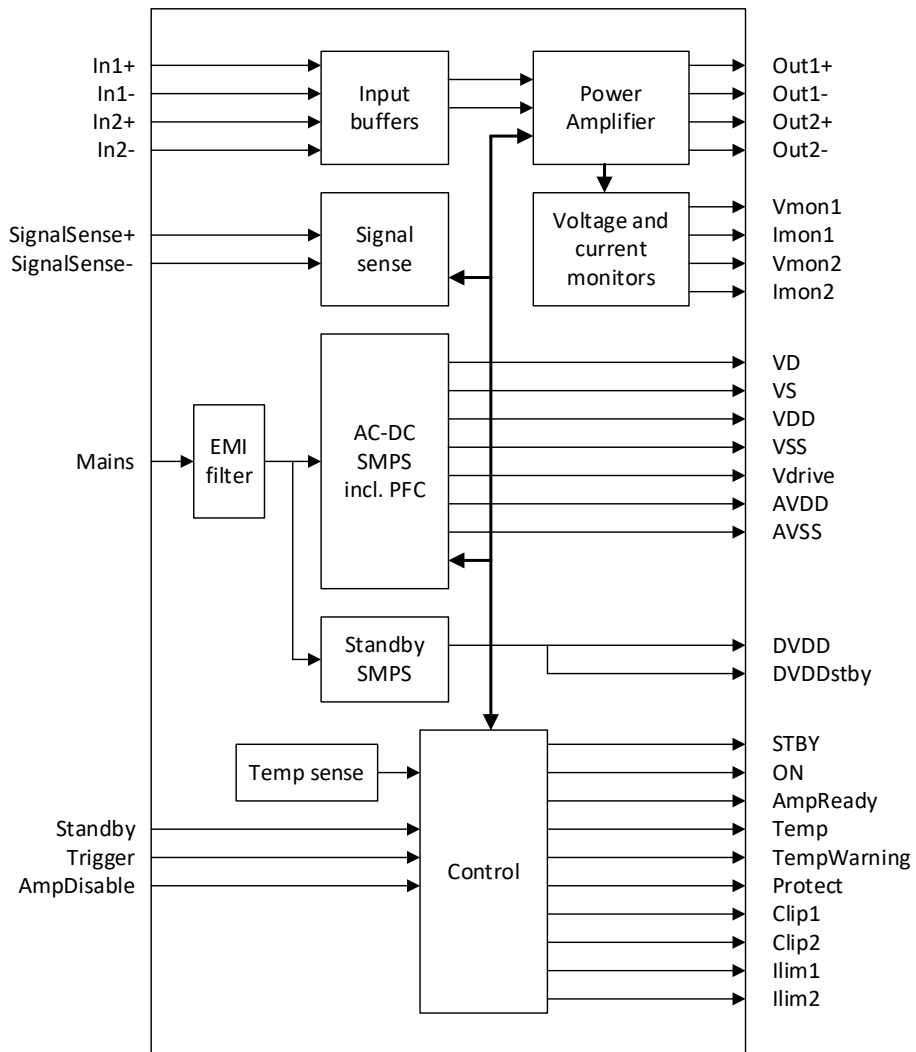 In1+
In1-
In2+
In2-
Input
buffers
Power
Amplifier
Out1+
Out1-
Out2+
Out2-
SignalSense+
SignalSense-
Signal
sense
Voltage and
current
monitors
Vmon1
Imon1
Vmon2
Imon2
Mains
EMI
filter
AC-DC
SMPS
incl. PFC
VD
VS
VDD
VSS
Vdrive
AVDD
AVSS
Standby
SMPS
DVDD
DVDDstby
Temp sense
Standby
Trigger
AmpDisable
Control
STBY
ON
AmpReady
Temp
TempWarning
Protect
Clip1
Clip2
Ilim1
Ilim2